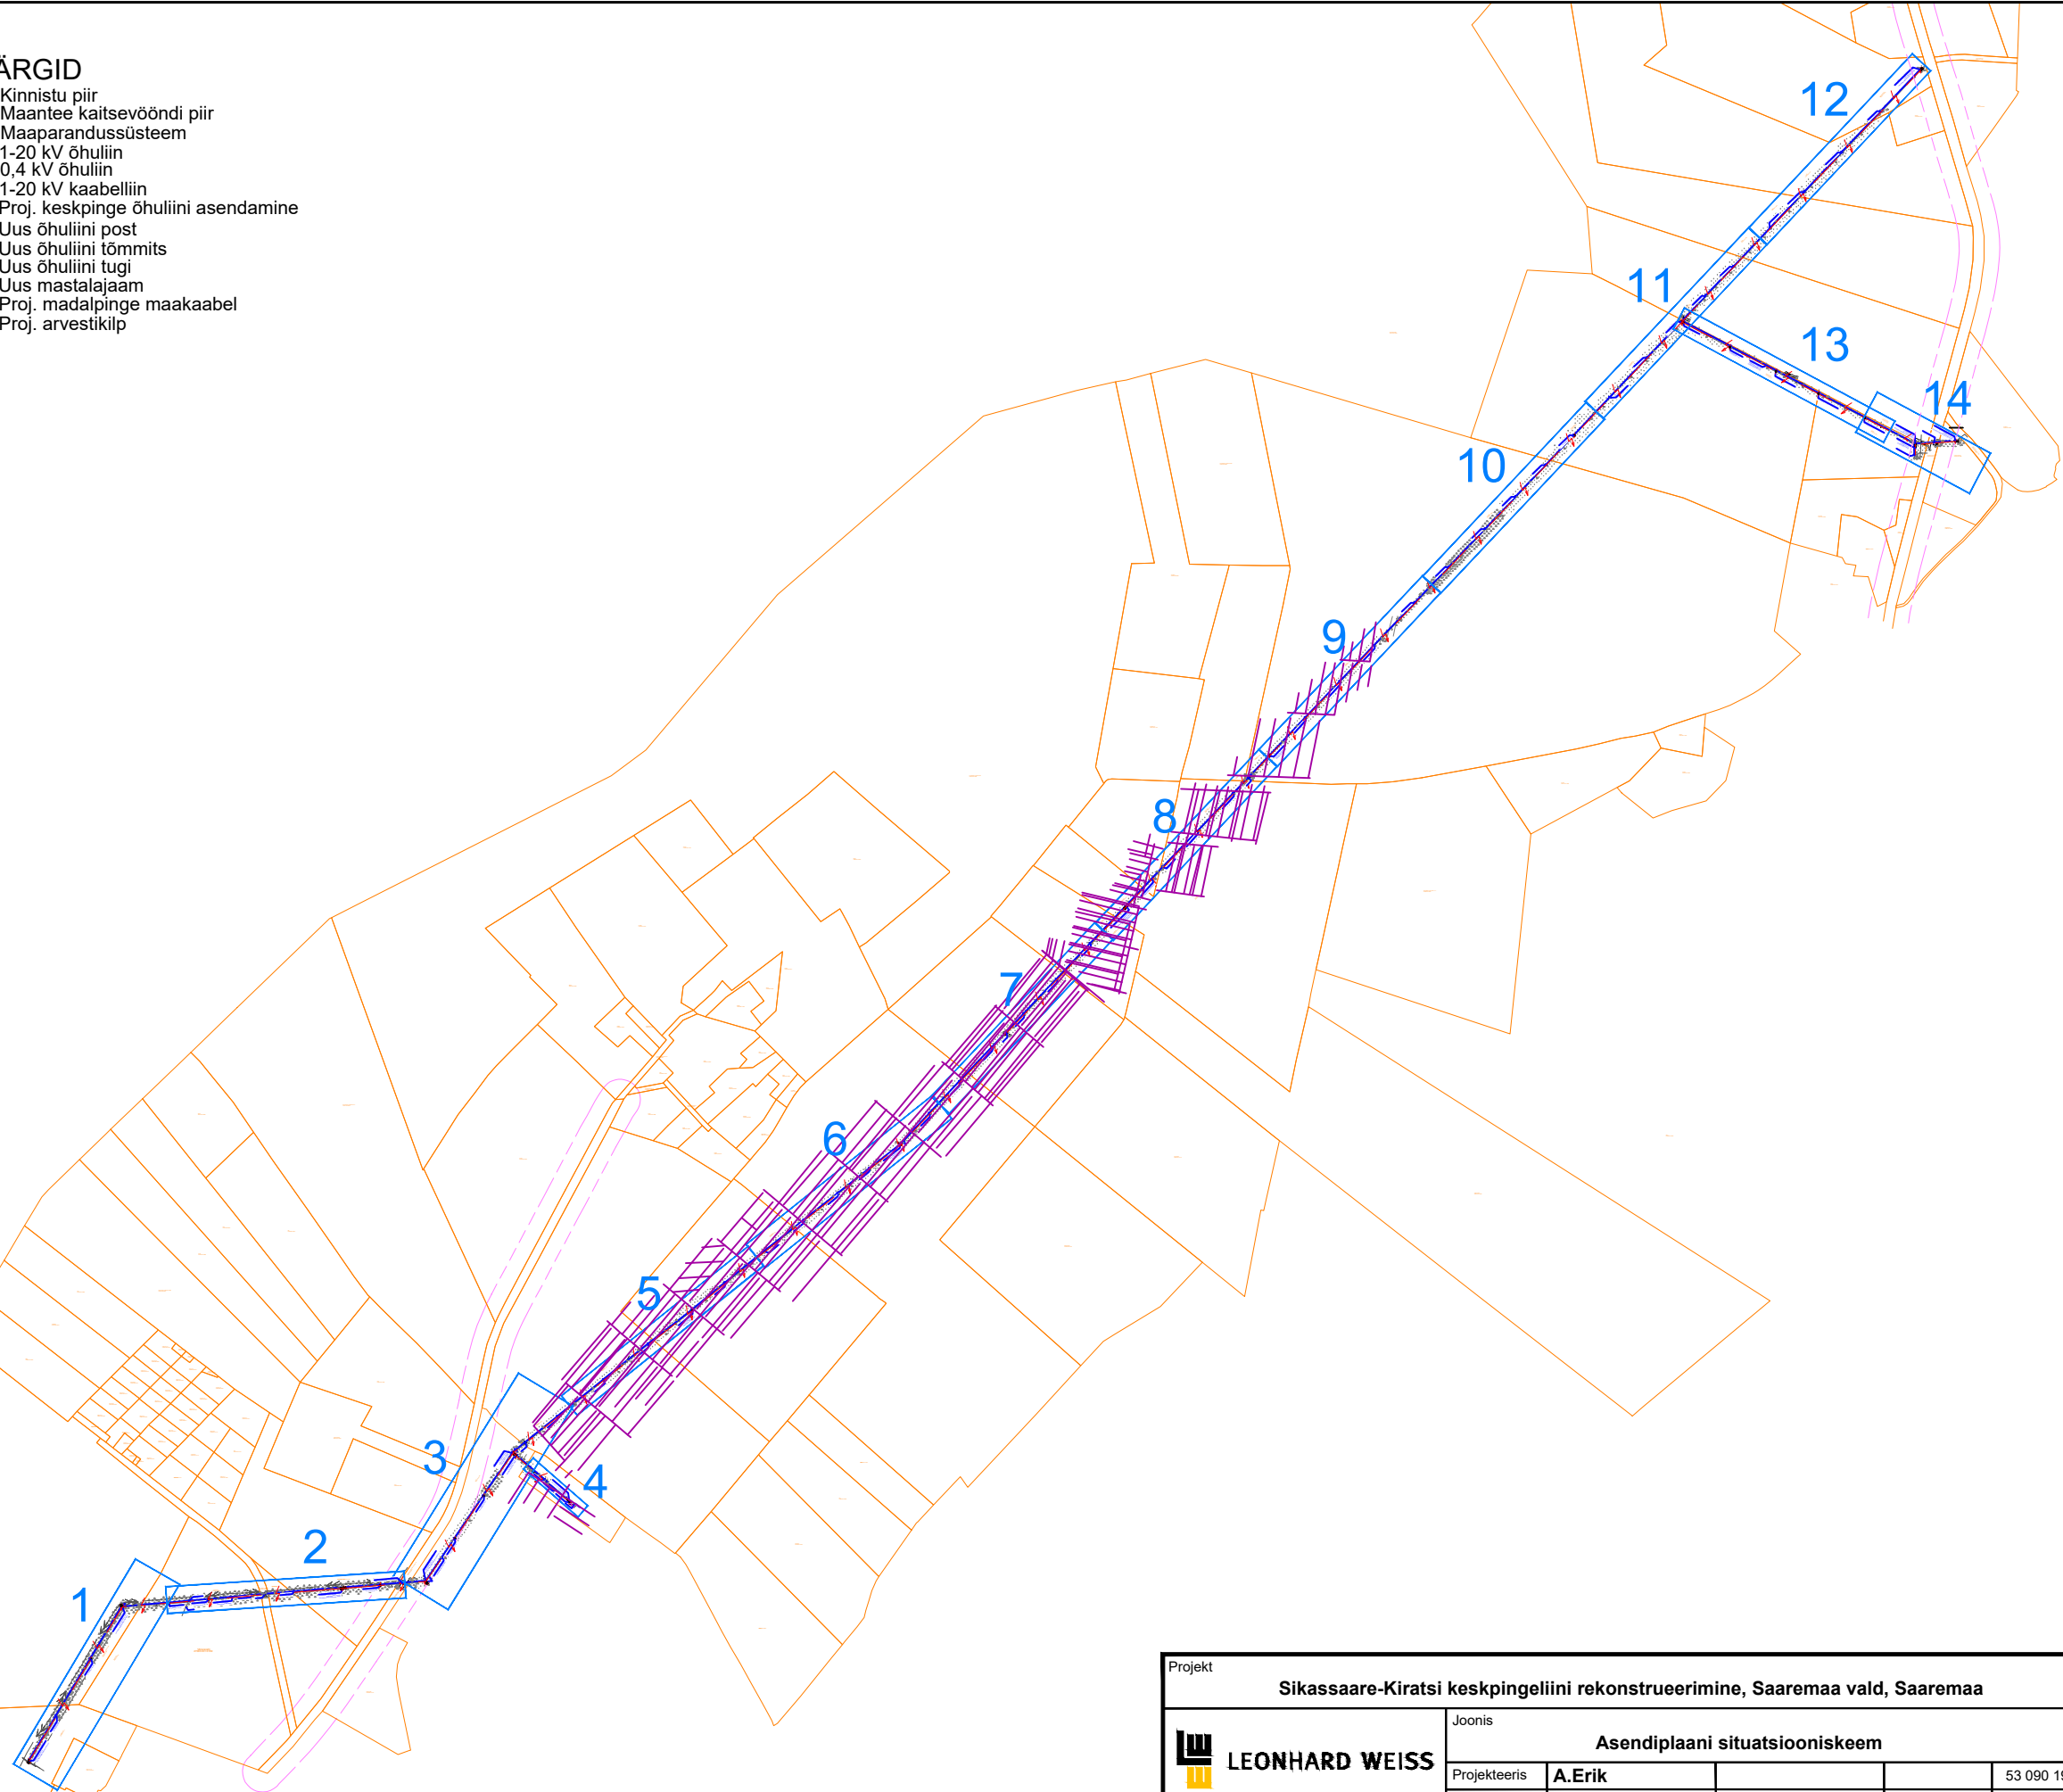 ÄRGID
Kinnistu piir
Maantee kaitsevööndi piir
Maaparandussüsteem
1-20 kV õhuliin
0,4 kV õhuliin
1-20 kV kaabelliin
Proj. keskpinge õhuliini asendamine
Uus õhuliini post
Uus õhuliini tõmmits
Uus õhuliini tugi
Uus mastalajaam
Proj. madalpinge maakaabel
Proj. arvestikilp
12
11
13
14
10
9
8
7
6
5
3
4
2
1
Projekt
Sikassaare-Kiratsi keskpingeliini rekonstrueerimine, Saaremaa vald, Saaremaa
LEONHARD WEISS
Joonis
Asendiplaani situatsiooniskeem
Projekteeris A.Erik 53 090 19